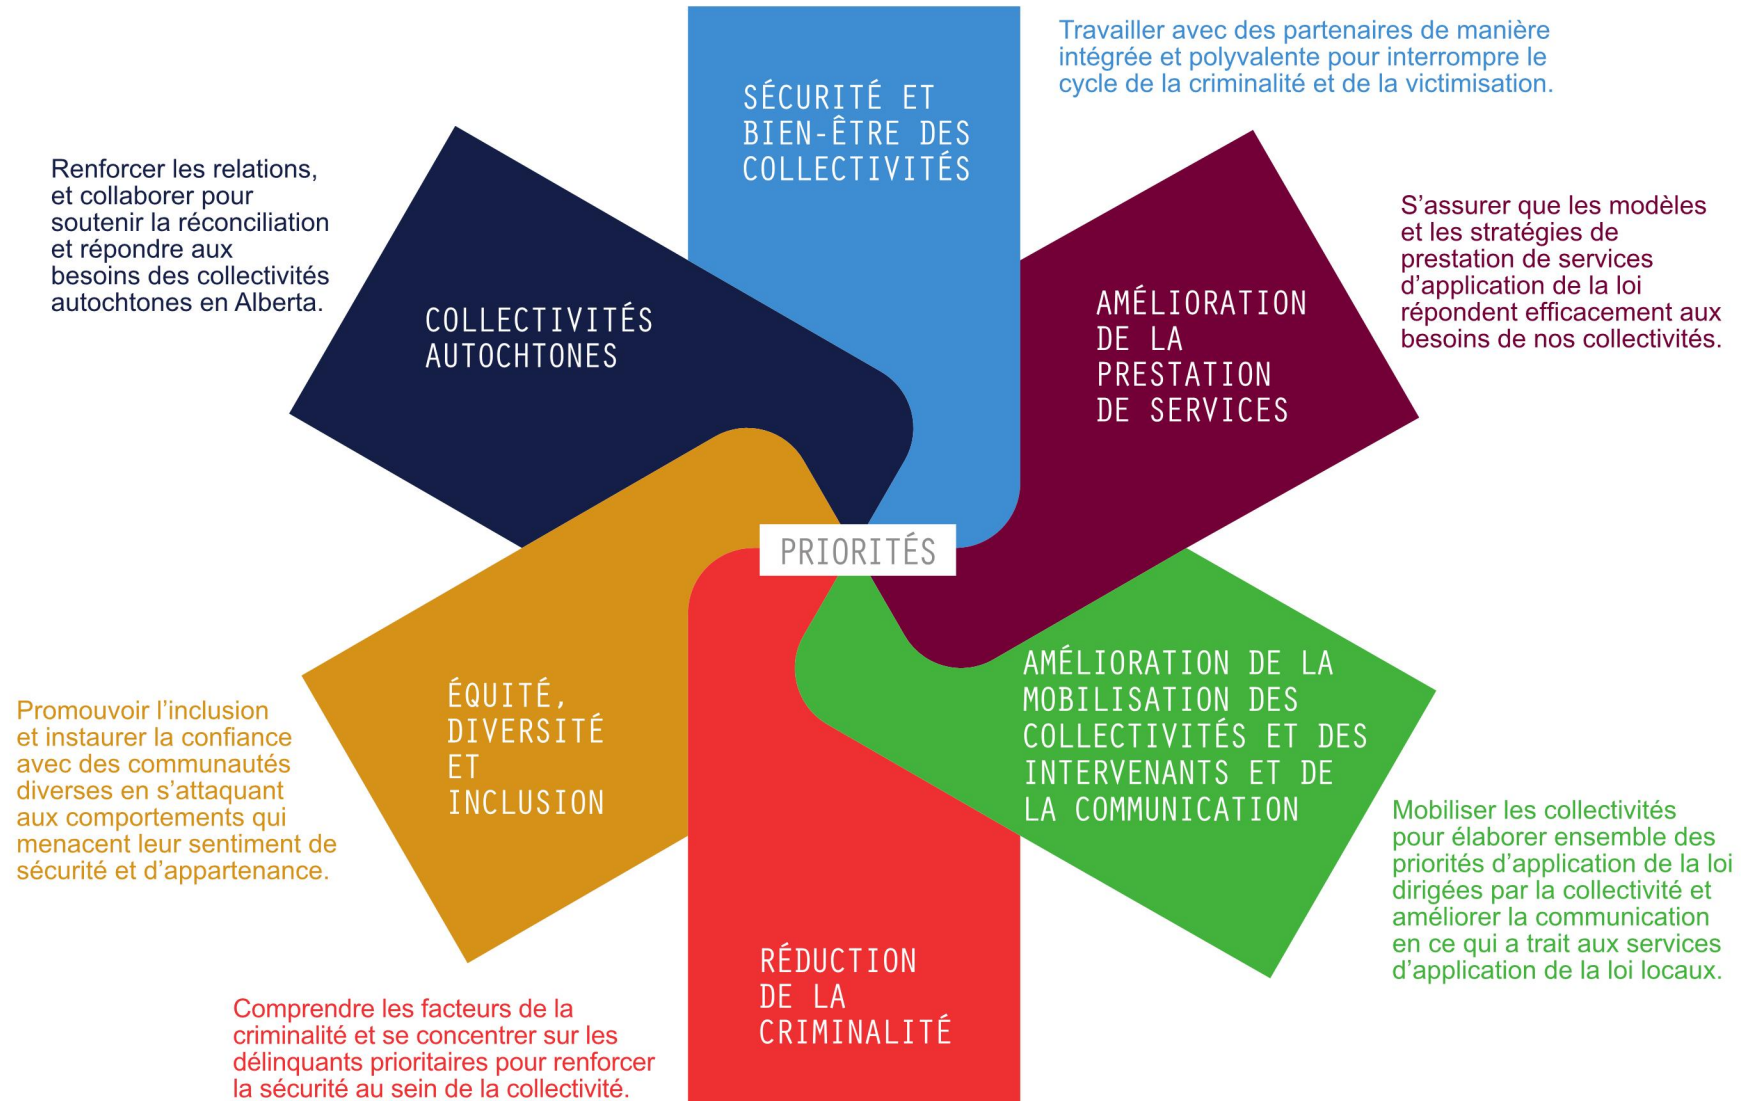 SÉCURITÉ ET
BIEN-ÊTRE DES
COLLECTIVITÉS
Travailler avec des partenaires de manière
intégrée et polyvalente pour interrompre le
cycle de la criminalité et de la victimisation.
AMÉLIORATION
DE LA
PRESTATION
DE SERVICES
S’assurer que les modèles
et les stratégies de
prestation de services
d’application de la loi
répondent efficacement aux
besoins de nos collectivités.
AMÉLIORATION DE LA
MOBILISATION DES
COLLECTIVITÉS ET DES
INTERVENANTS ET DE
LA COMMUNICATION
Mobiliser les collectivités
pour élaborer ensemble des
priorités d’application de la loi
dirigées par la collectivité et
améliorer la communication
en ce qui a trait aux services
d’application de la loi locaux.
RÉDUCTION
DE LA
CRIMINALITÉ
Comprendre les facteurs de la
criminalité et se concentrer sur les
délinquants prioritaires pour renforcer
la sécurité au sein de la collectivité.
ÉQUITÉ,
DIVERSITÉ
ET
INCLUSION
Promouvoir l’inclusion
et instaurer la confiance
avec des communautés
diverses en s’attaquant
aux comportements qui
menacent leur sentiment de
sécurité et d’appartenance.
COLLECTIVITÉS
AUTOCHTONES
Renforcer les relations,
et collaborer pour
soutenir la réconciliation
et répondre aux
besoins des collectivités
autochtones en Alberta.
PRIORITÉS